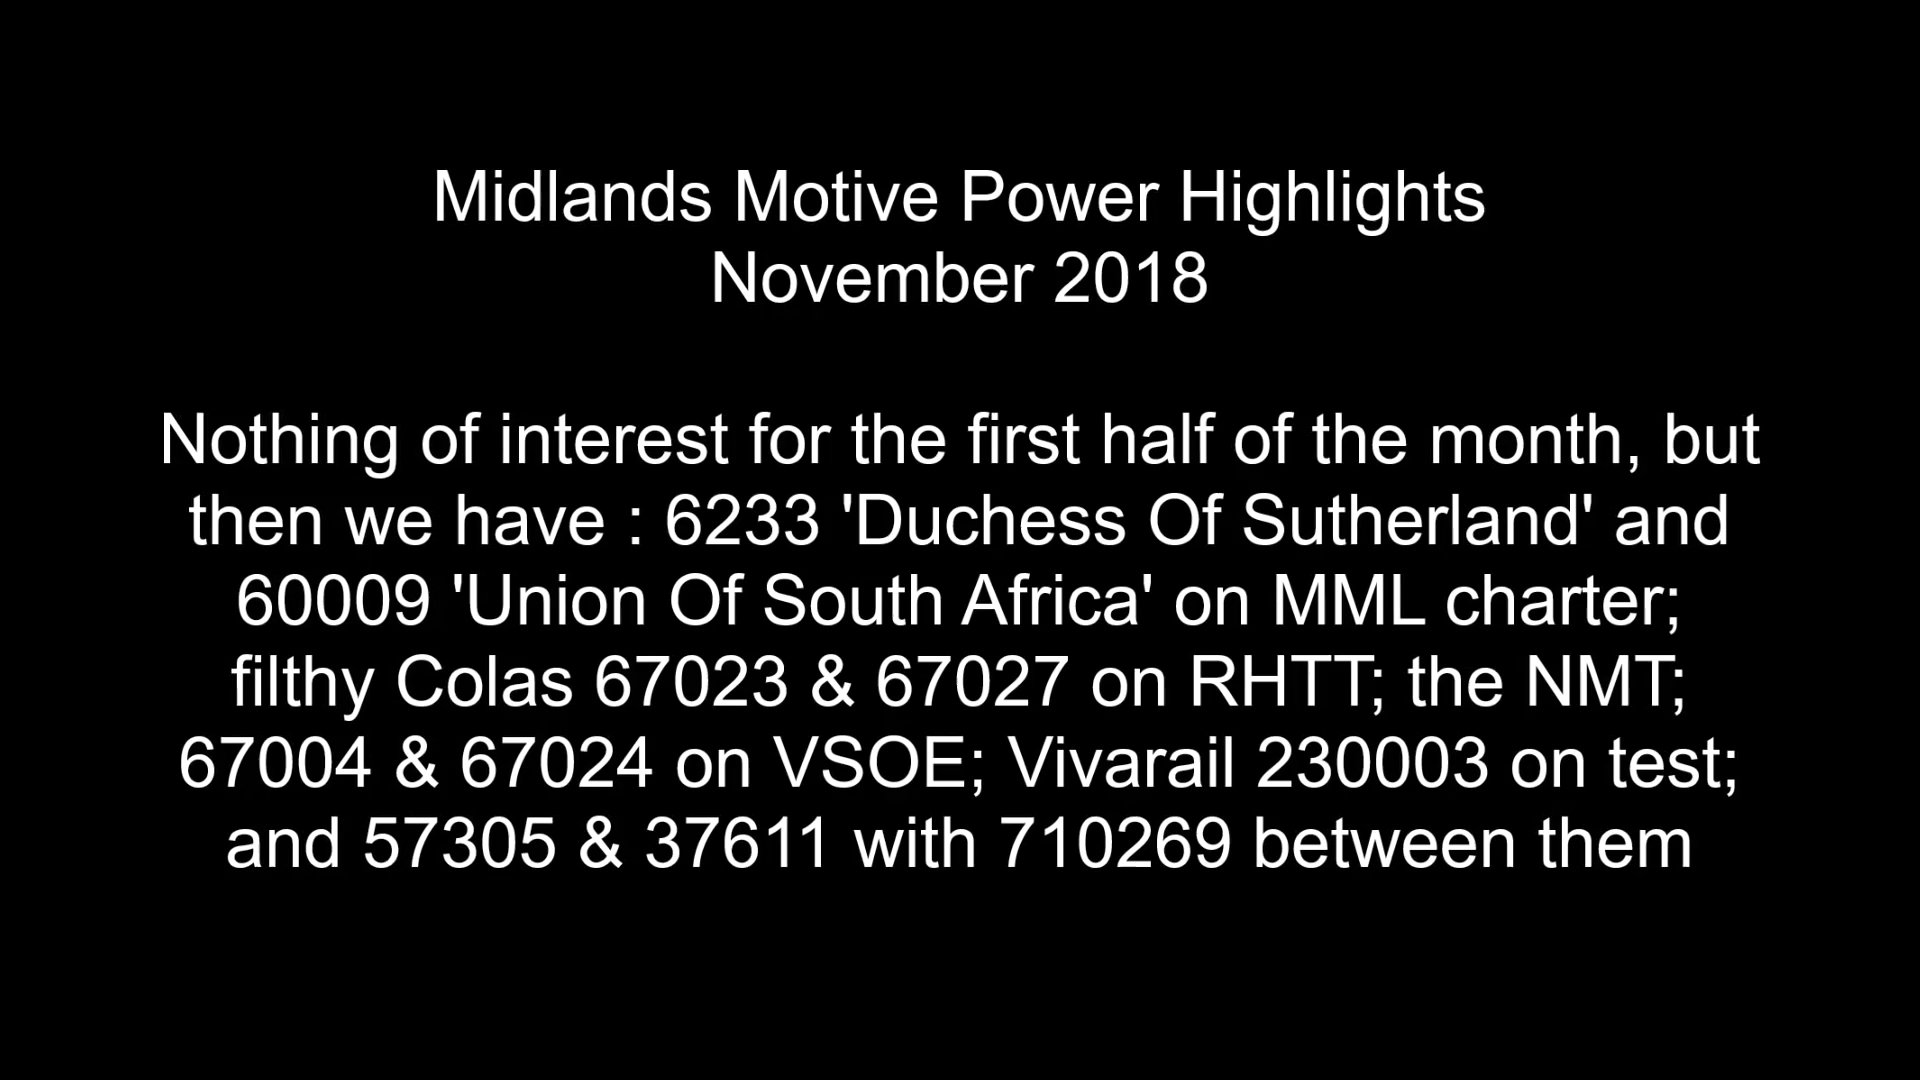 Midlands Motive Power Highlights
November 2018
Nothing of interest for the first half of the month, but
then we have : 6233 'Duchess Of Sutherland' and
60009 'Union Of South Africa' on MML charter;
filthy Colas 67023 & 67027 on RHTT; the NMT;
67004 & 67024 on VSOE; Vivarail 230003 on test;
and 57305 & 37611 with 710269 between them